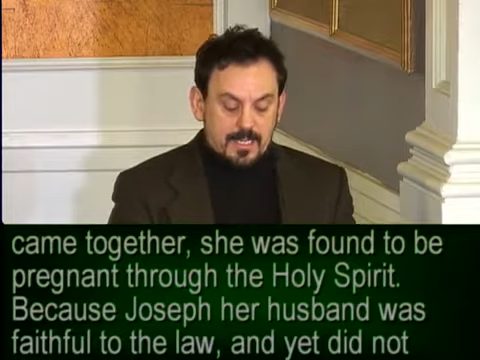 came together, she was found to be
pregnant through the Holy Spirit.
Because Joseph her husband was
faithful to the law, and yet did not